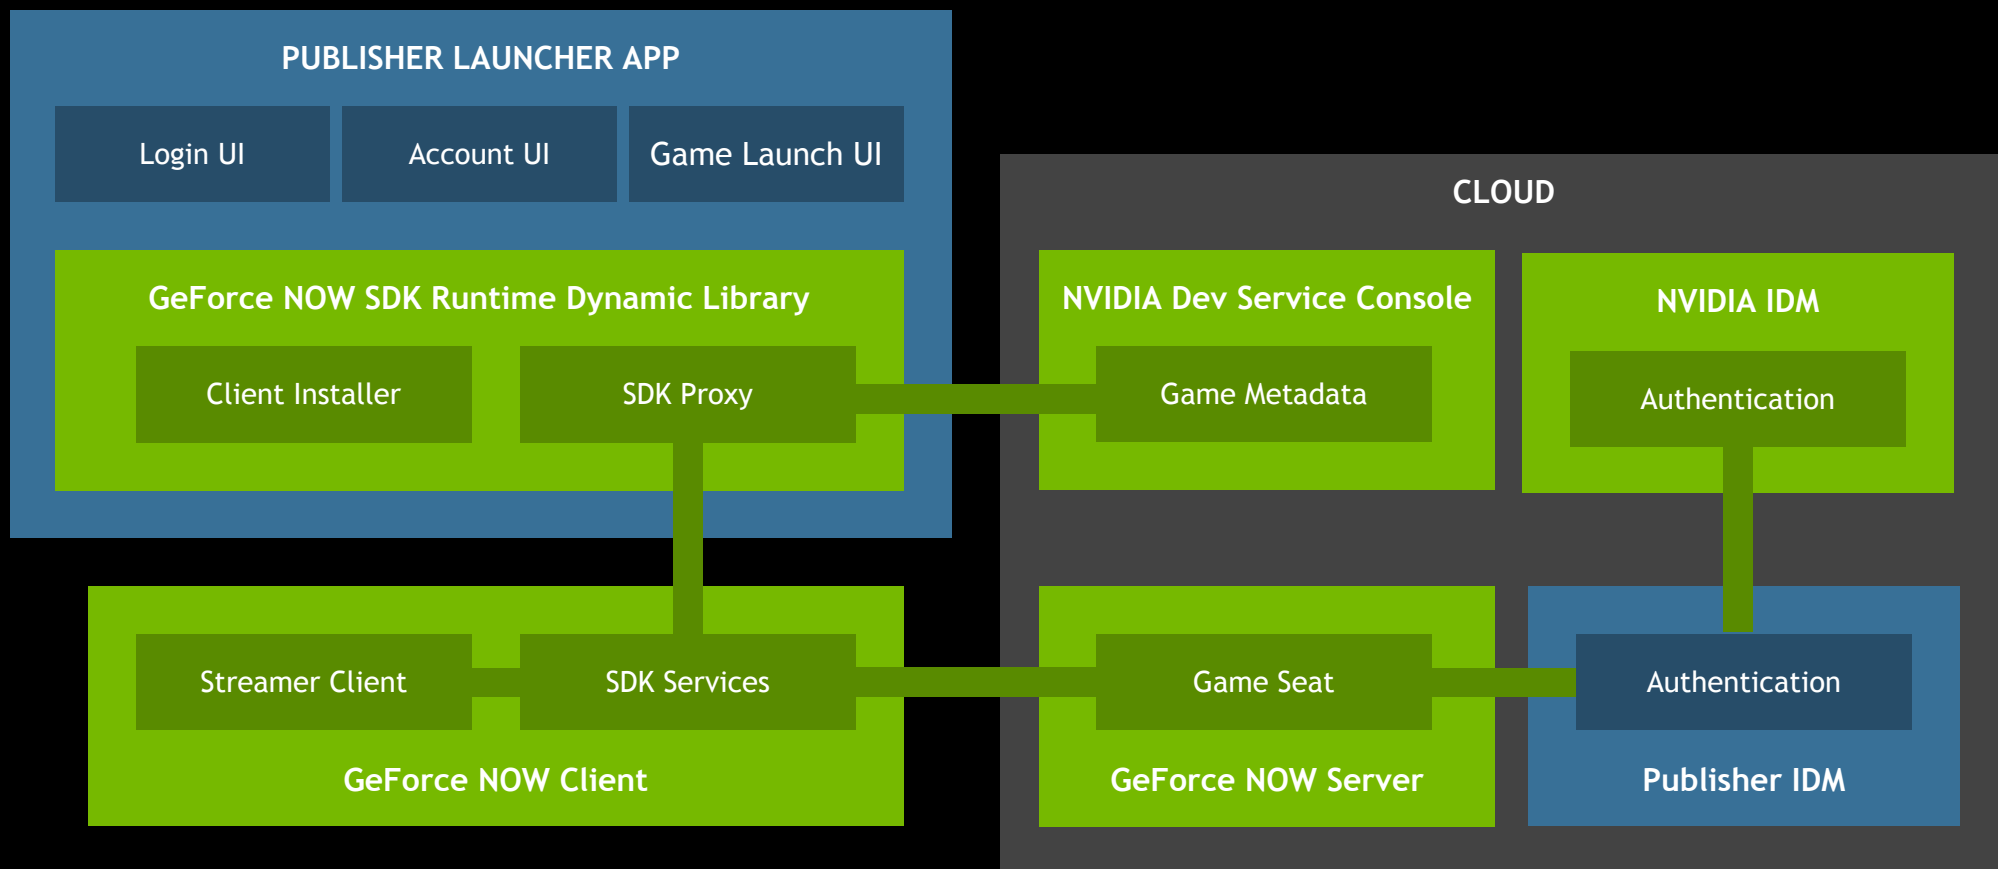 PUBLISHER LAUNCHER APP
Login UI
Account UI
Game Launch UI
GeForce NOW SDK Runtime Dynamic Library
Client Installer
SDK Proxy
CLOUD
NVIDIA Dev Service Console
Game Metadata
NVIDIA IDM
Authentication
Streamer Client
SDK Services
GeForce NOW Client
Game Seat
GeForce NOW Server
Authentication
Publisher IDM